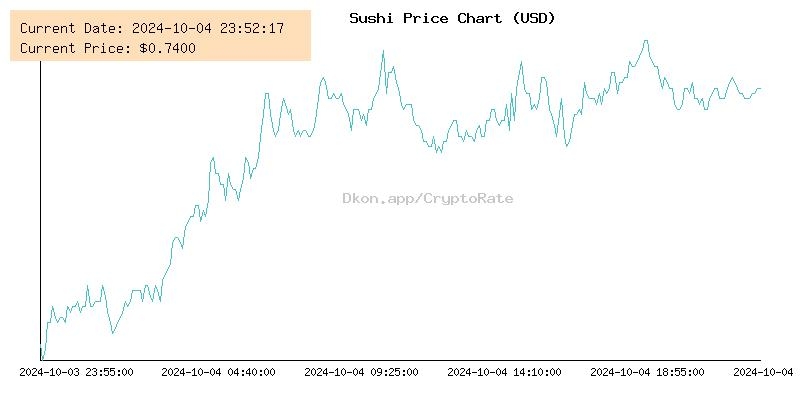 Sushi Price Chart (USD)
Current Date: 2024-10-04 23:52:17
Current Price: $0.7400
Dkon.app/CryptoRate
2024-10-03 23:55:00 2024-10-04 04:40:00 2024-10-04 09:25:00 2024-10-04 14:10:00 2024-10-04 18:55:00 2024-10-04